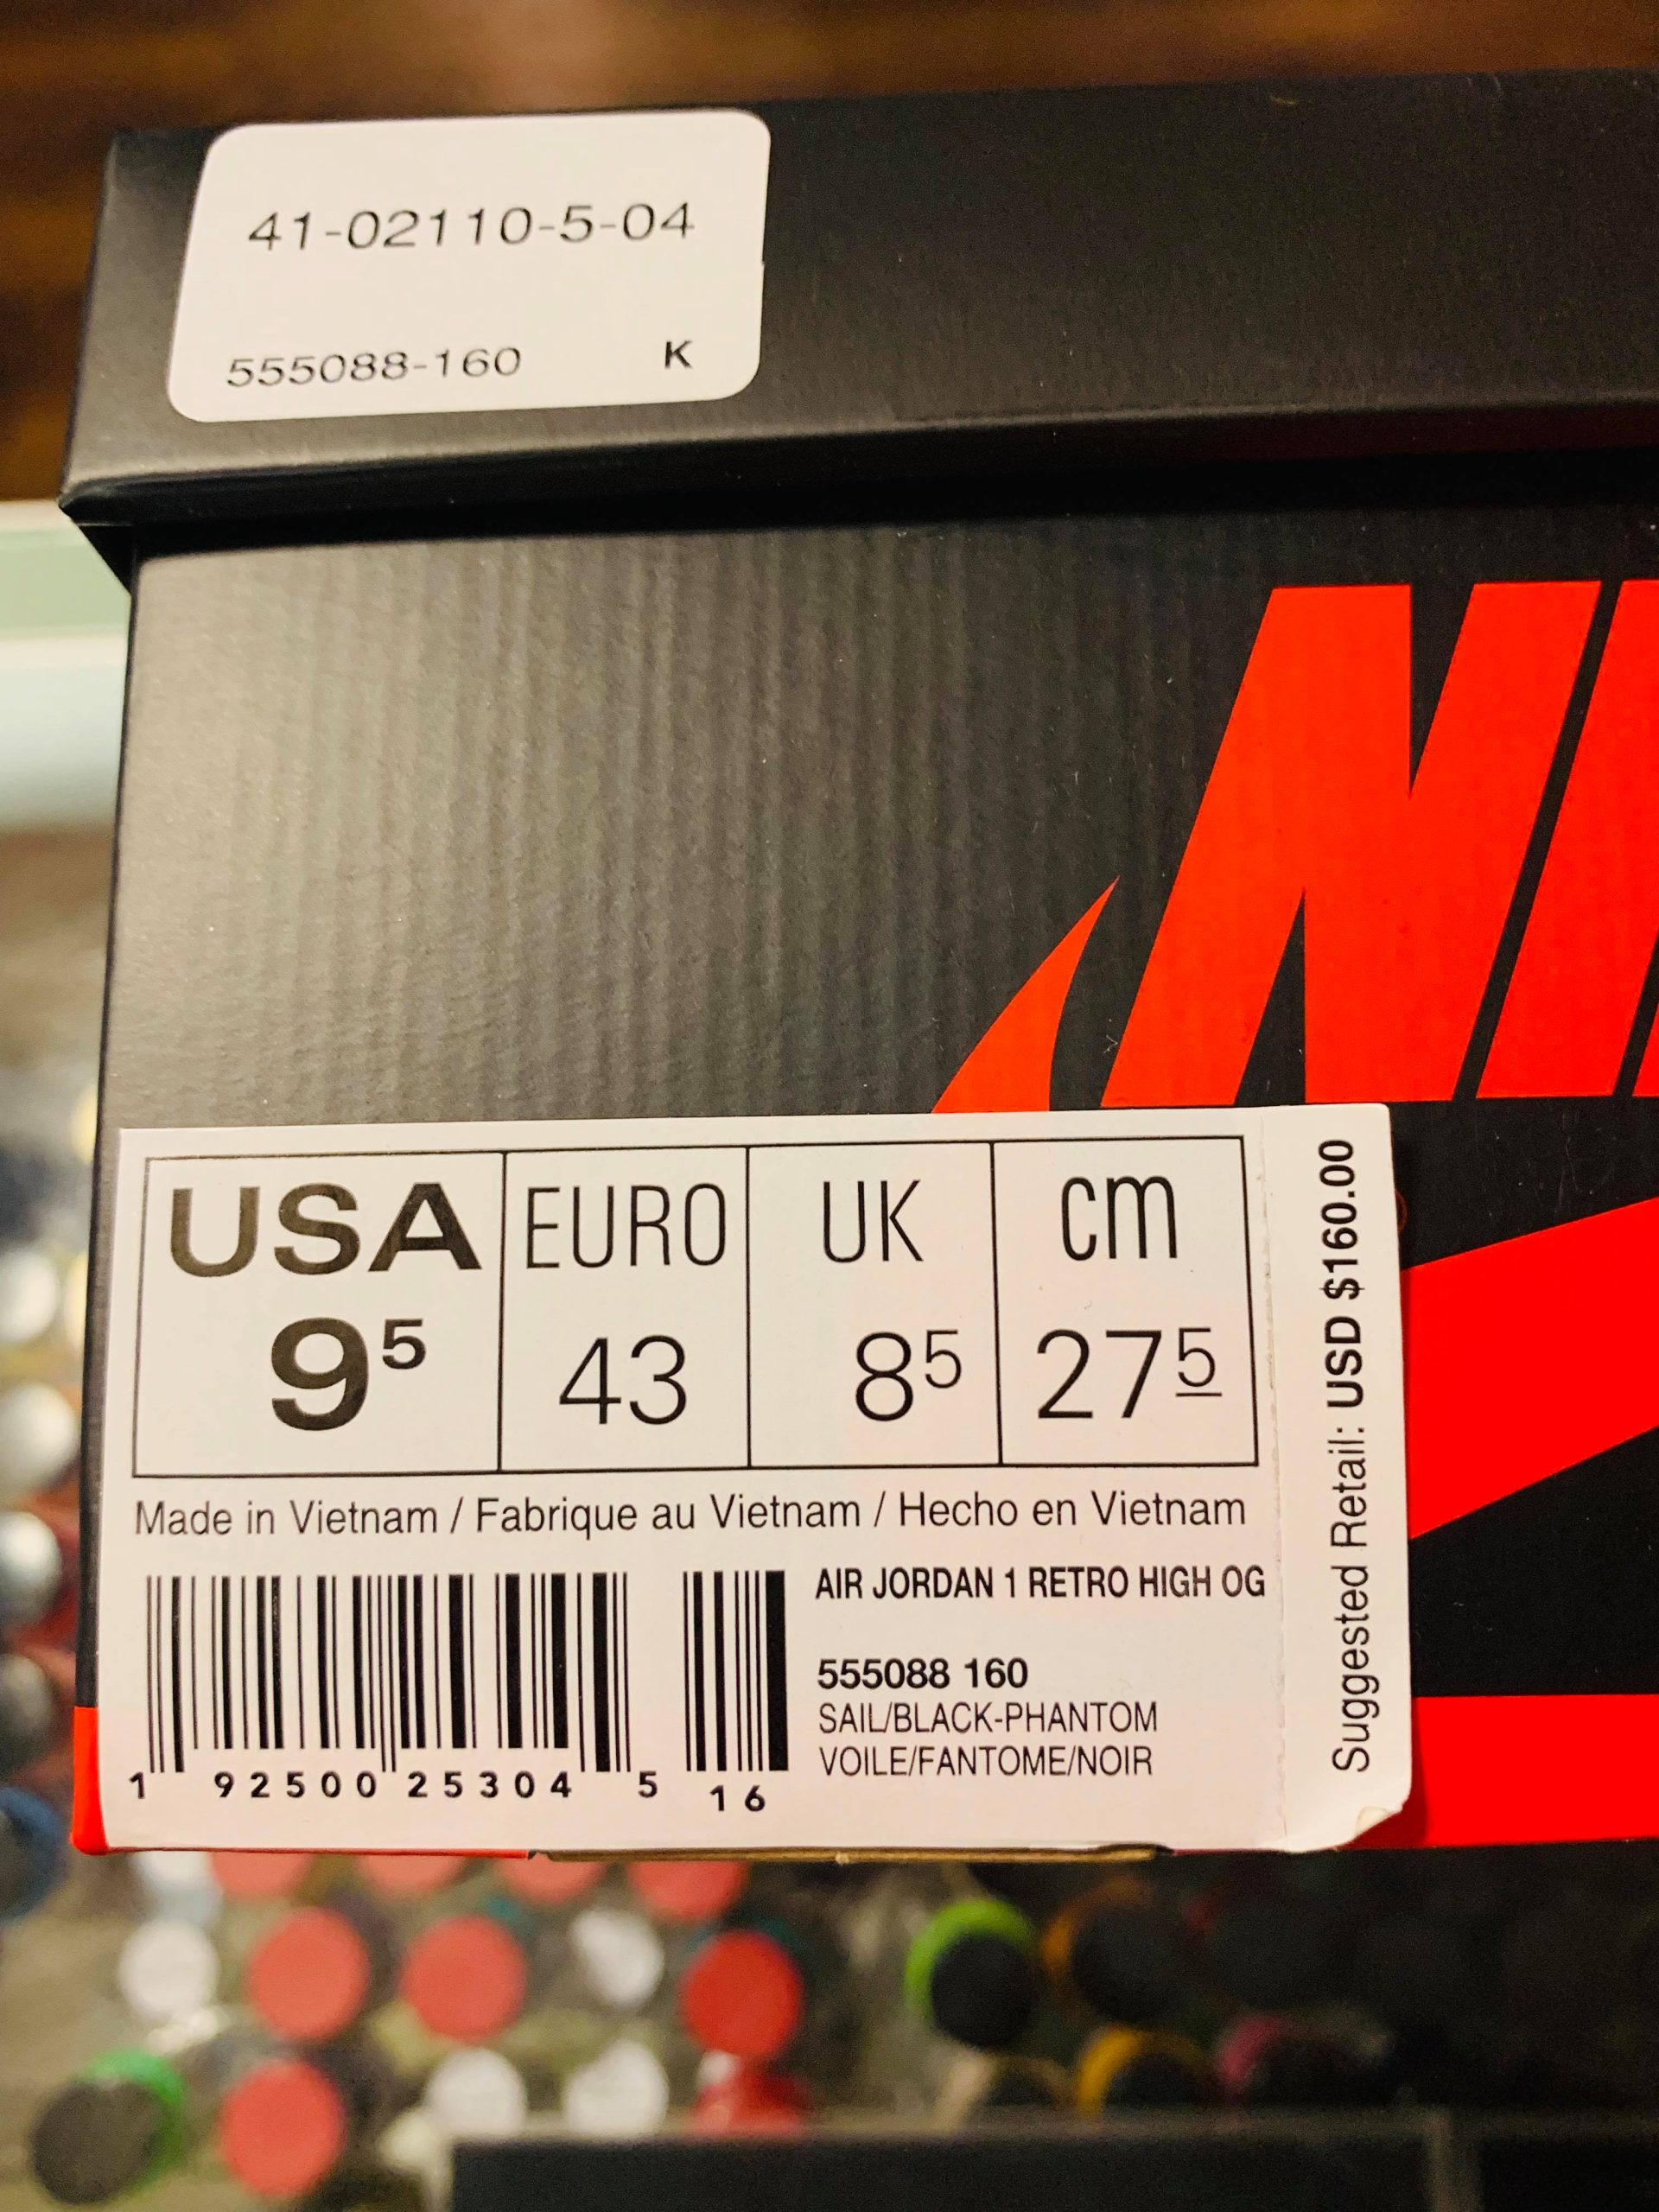 41-02110-5-04
555088-160 K
NI
USA EURO UK cm
9⁵ 43 8⁵ 27⁵
Made in Vietnam / Fabrique au Vietnam / Hecho en Vietnam
AIR JORDAN 1 RETRO HIGH OG
555088 160
SAIL/BLACK-PHANTOM
VOILE/FANTOME/NOIR
1 92500 25304 5 16
Suggested Retail: USD $160.00